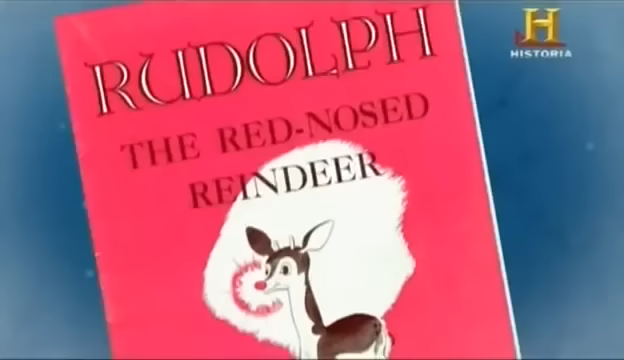 RUDOLPH
THE RED-NOSED
REINDEER
H
HISTORIA